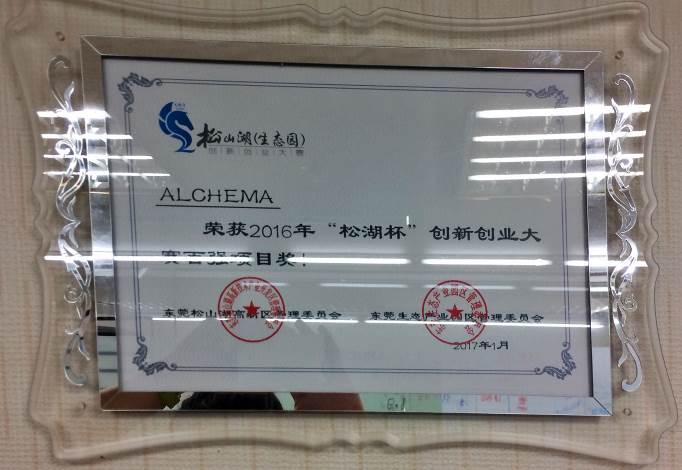 松山湖(生态园)
创新创业大赛
ALCHEMA
荣获2016年“松湖杯”创新创业大
赛百强项目奖！
东莞松山湖高新区管理委员会 东莞生态产业园区管理委员会
2017年1月